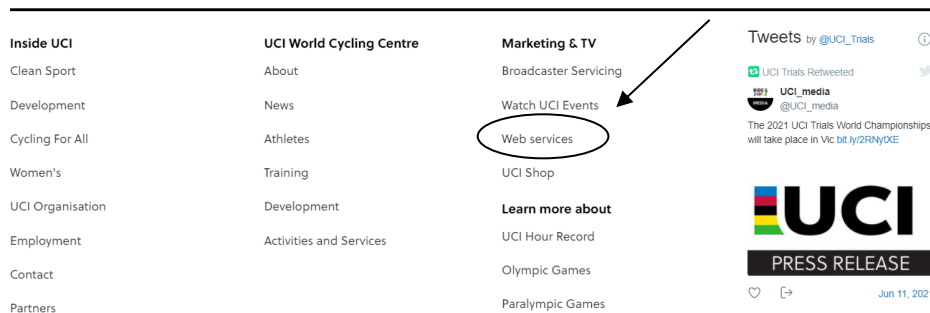 Inside UCI
Clean Sport
Development
Cycling For All
Women's
UCI Organisation
Employment
Contact
Partners
UCI World Cycling Centre
About
News
Athletes
Training
Development
Activities and Services
Marketing & TV
Broadcaster Servicing
Watch UCI Events
Web services
UCI Shop
Learn more about
UCI Hour Record
Olympic Games
Paralympic Games
Tweets by @UCI_Trials
UCI Trials Retweeted
UCI_media
@UCI_media
The 2021 UCI Trials World Championships
will take place in Vic bit.ly/2RNytXE
UCI
PRESS RELEASE
Jun 11, 2021